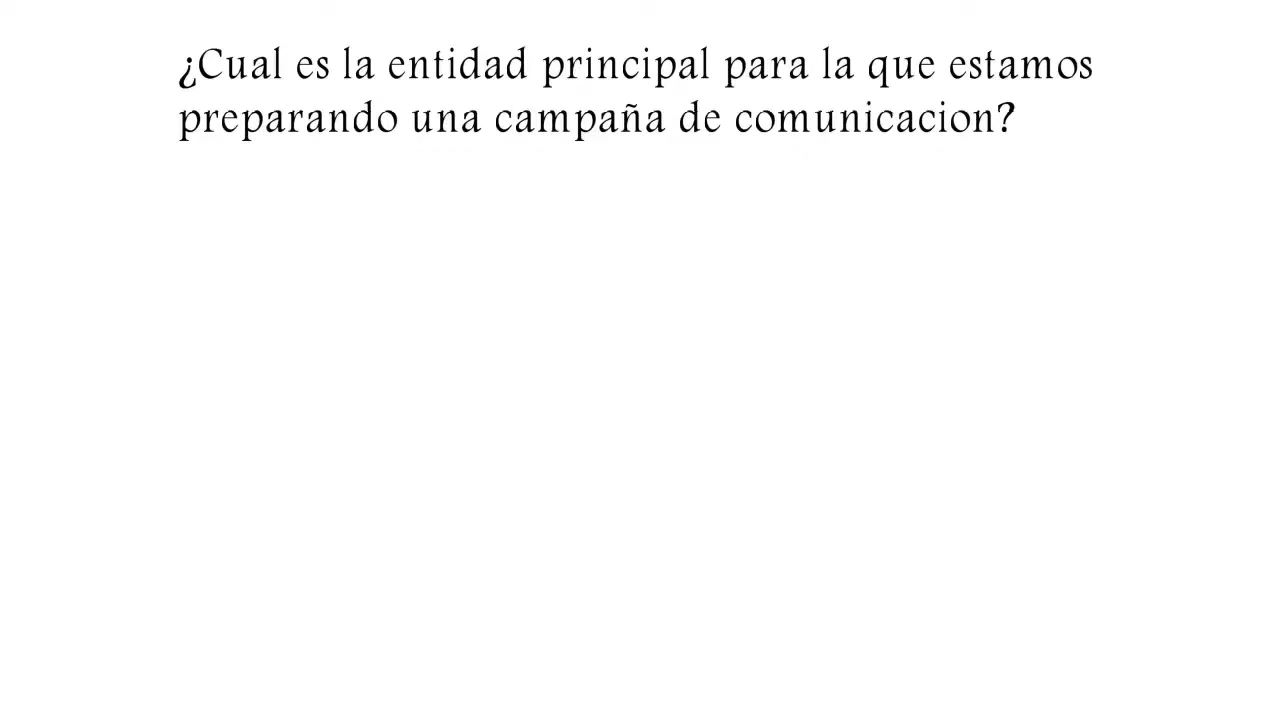 ¿Cual es la entidad principal para la que estamos
preparando una campaña de comunicacion?